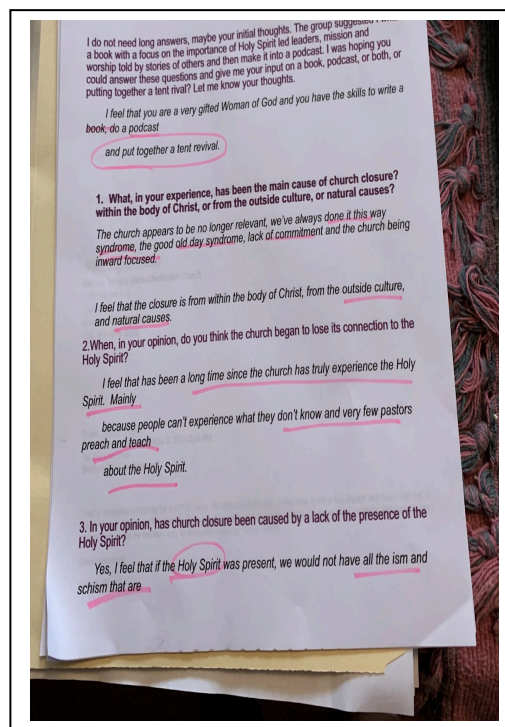 I do not need long answers, maybe your initial thoughts. The group suggested I
a book with a focus on the importance of Holy Spirit led leaders, mission and
worship told by stories of others and then make it into a podcast. I was hoping you
could answer these questions and give me your input on a book, podcast, or both, or
putting together a tent rival? Let me know your thoughts.
I feel that you are a very gifted Woman of God and you have the skills to write a
book, do a podcast
and put together a tent revival.
1. What, in your experience, has been the main cause of church closure?
within the body of Christ, or from the outside culture, or natural causes?
The church appears to be no longer relevant, we've always done it this way
syndrome, the good old day syndrome, lack of commitment and the church being
inward focused.
I feel that the closure is from within the body of Christ, from the outside culture,
and natural causes.
2.When, in your opinion, do you think the church began to lose its connection to the
Holy Spirit?
I feel that has been a long time since the church has truly experience the Holy
Spirit. Mainly
because people can't experience what they don't know and very few pastors
preach and teach
about the Holy Spirit.
3. In your opinion, has church closure been caused by a lack of the presence of the
Holy Spirit?
Yes, I feel that if the Holy Spirit was present, we would not have all the ism and
schism that are